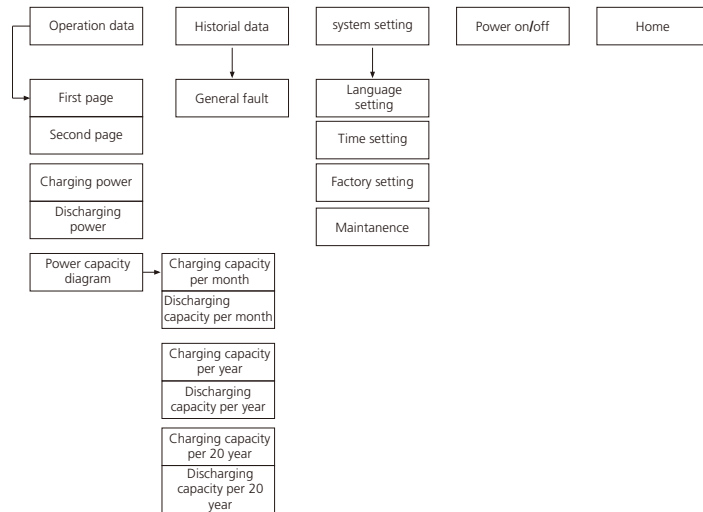 Operation data
Historial data
system setting
Power on/off
Home
First page
Second page
Charging power
Discharging
power
Power capacity
diagram
General fault
Language
setting
Time setting
Factory setting
Maintanence
Charging capacity
per month
Discharging
capacity per month
Charging capacity
per year
Discharging
capacity per year
Charging capacity
per 20 year
Discharging
capacity per 20
year